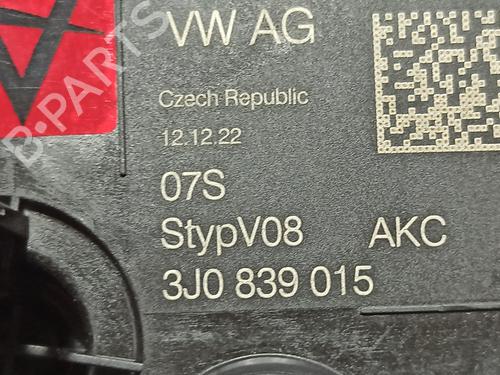 VW AG
Czech Republic
12.12.22
07S
StypV08 AKC
3J0 839 015
B-PARTS